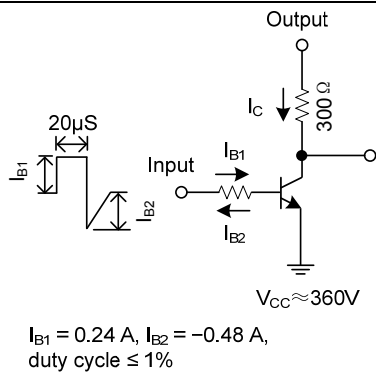 Output
I_C
300 Ω
20μS
I_B1
Input
I_B1
I_B2
I_B2
V_CC≈360V
I_B1 = 0.24 A, I_B2 = −0.48 A,
duty cycle ≤ 1%